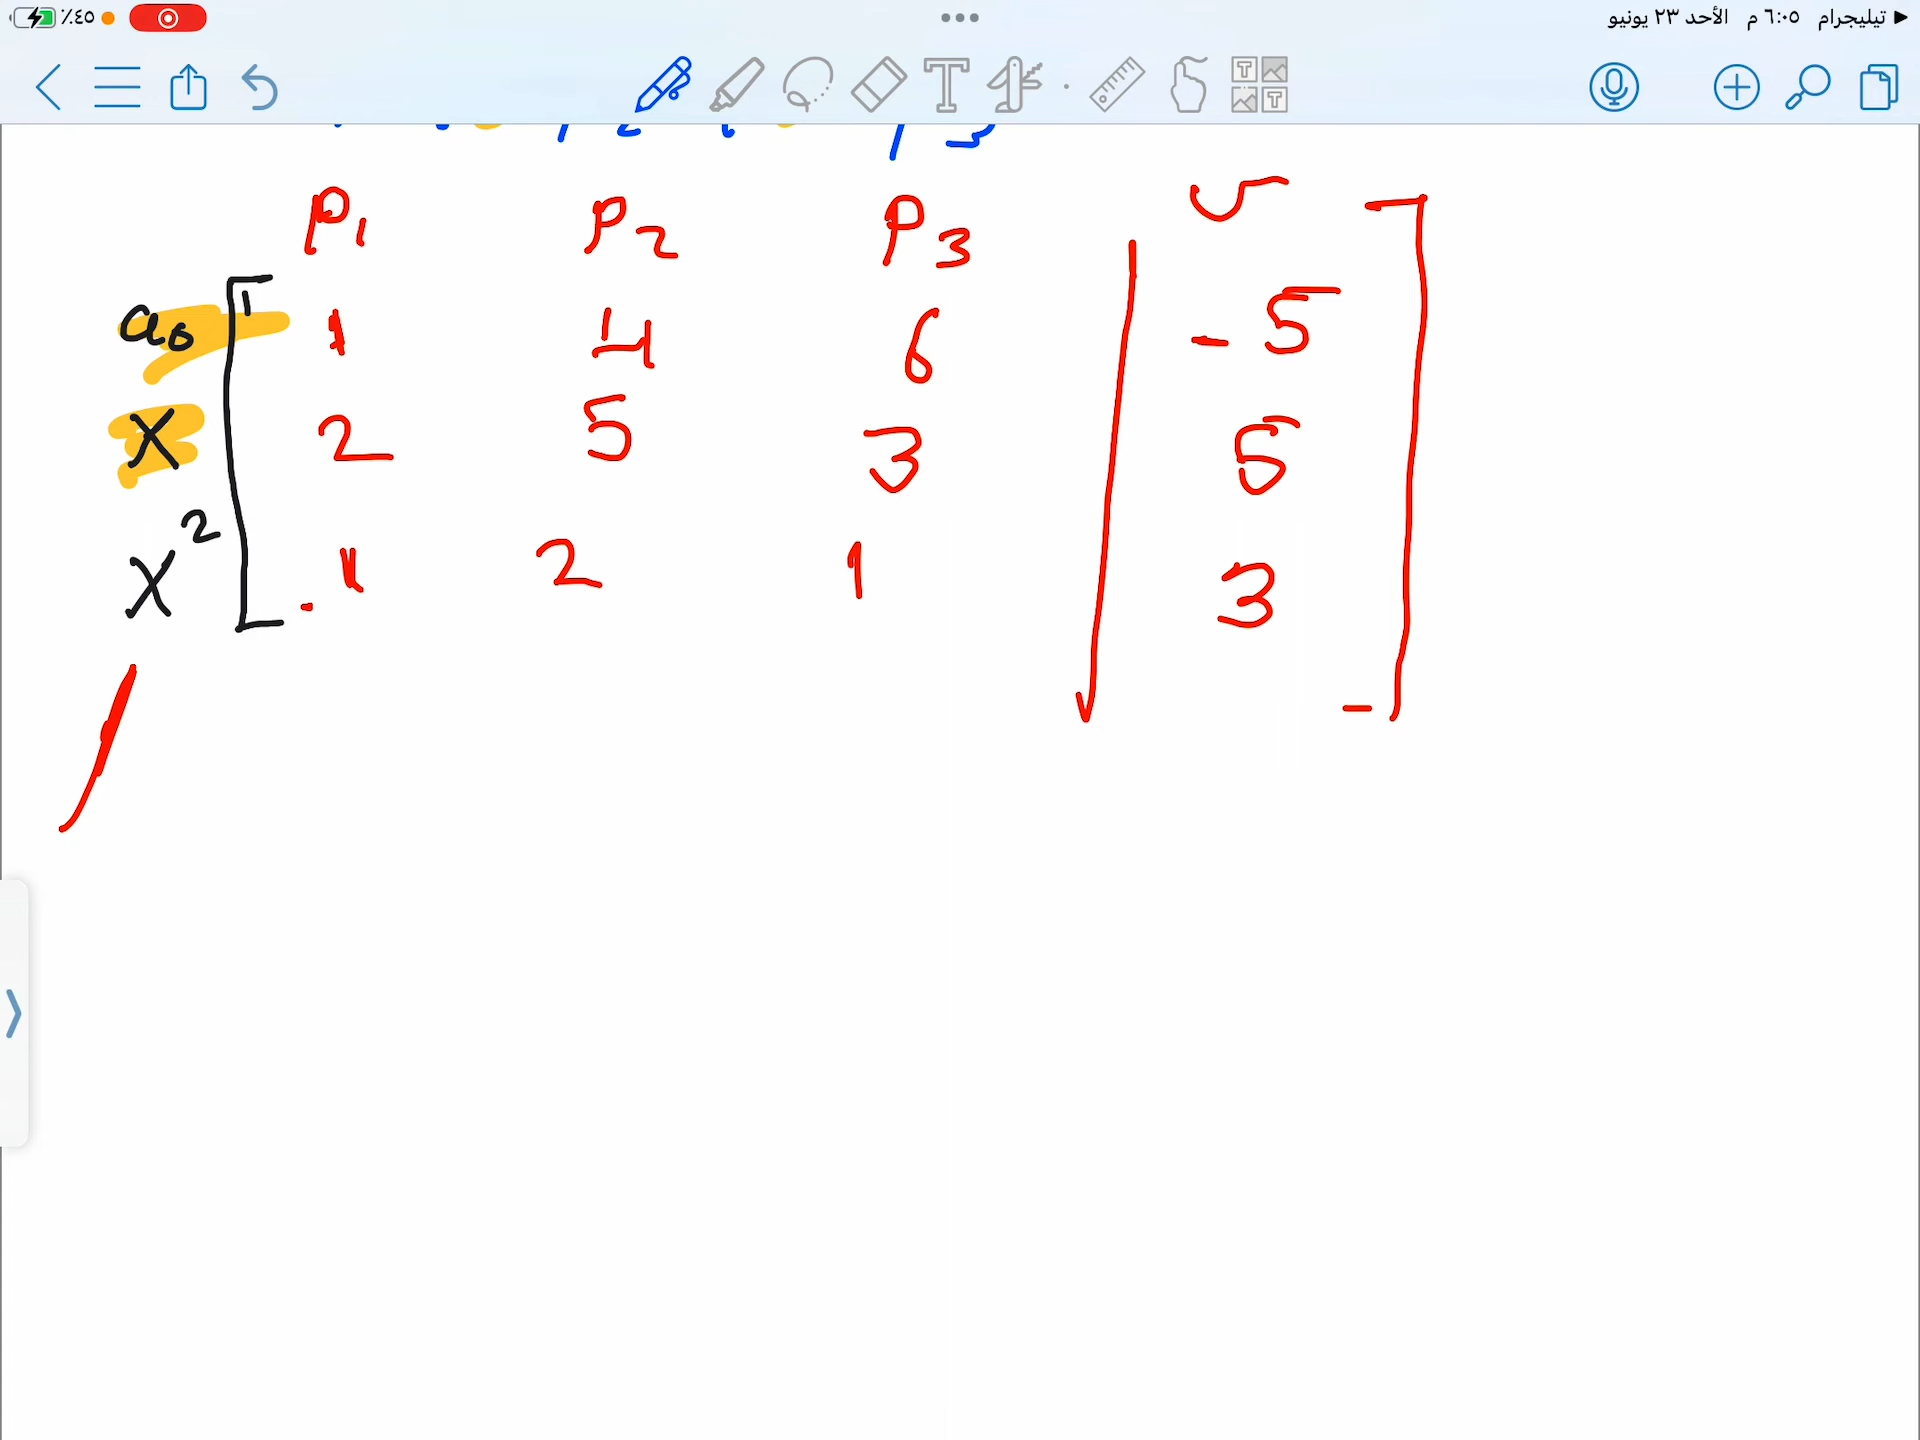 ٪٤٥ ٦:٠٥ م الأحد ٢٣ يونيو تيليجرام
P1 P2 P3 v
a0 1 4 6 -5
x 2 5 3 5
x² 1 2 1 3